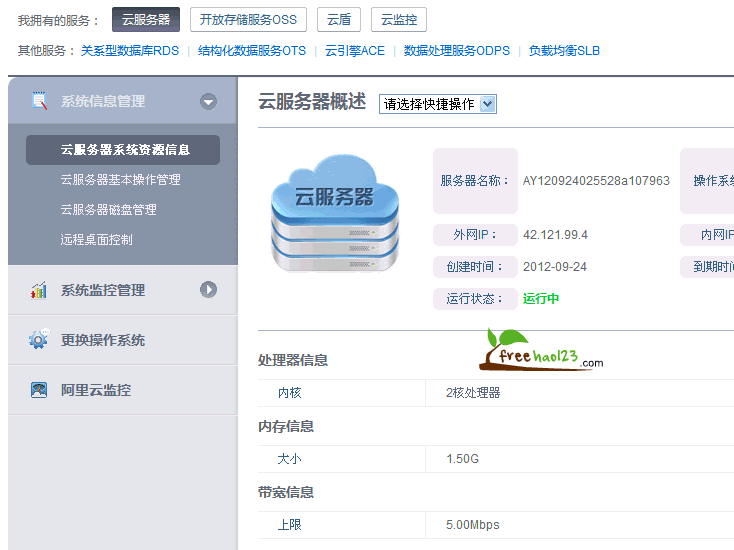 我拥有的服务： 云服务器 开放存储服务OSS 云盾 云监控
其他服务： 关系型数据库RDS | 结构化数据服务OTS | 云引擎ACE | 数据处理服务ODPS | 负载均衡SLB
系统信息管理
云服务器系统资源信息
云服务器基本操作管理
云服务器磁盘管理
远程桌面控制
系统监控管理
更换操作系统
阿里云监控
云服务器概述 请选择快捷操作
云服务器
服务器名称： AY120924025528a107963 操作系
外网IP： 42.121.99.4 内网IP
创建时间： 2012-09-24 到期时
运行状态： 运行中
freehao123.com
处理器信息
内核 2核处理器
内存信息
大小 1.50G
带宽信息
上限 5.00Mbps